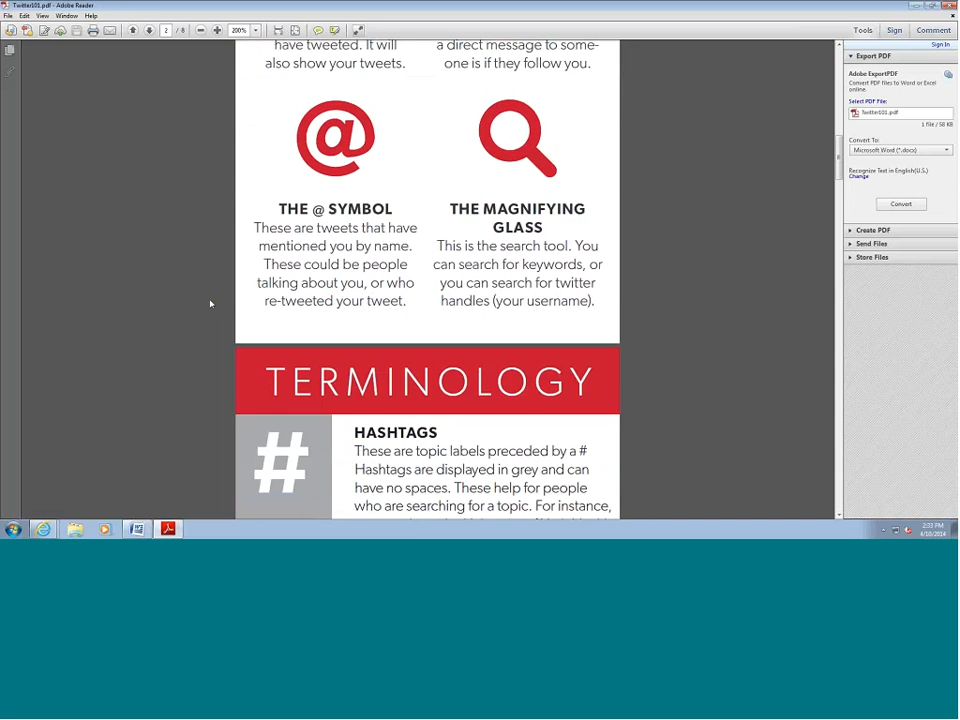 Twitter101.pdf - Adobe Reader
File Edit View Window Help
2 / 8 200% Tools Sign Comment
Sign In
Export PDF
Adobe ExportPDF
Convert PDF files to Word or Excel
online.
Select PDF File:
Twitter101.pdf
1 file / 58 KB
Convert To:
Microsoft Word (*.docx)
Recognize Text in English(U.S.)
Change
Convert
Create PDF
Send Files
Store Files
have tweeted. It will
also show your tweets.
a direct message to some-
one is if they follow you.
@
THE @ SYMBOL
These are tweets that have
mentioned you by name.
These could be people
talking about you, or who
re-tweeted your tweet.
THE MAGNIFYING
GLASS
This is the search tool. You
can search for keywords, or
you can search for twitter
handles (your username).
TERMINOLOGY
#
HASHTAGS
These are topic labels preceded by a #
Hashtags are displayed in grey and can
have no spaces. These help for people
who are searching for a topic. For instance,
2:33 PM
6/10/2014